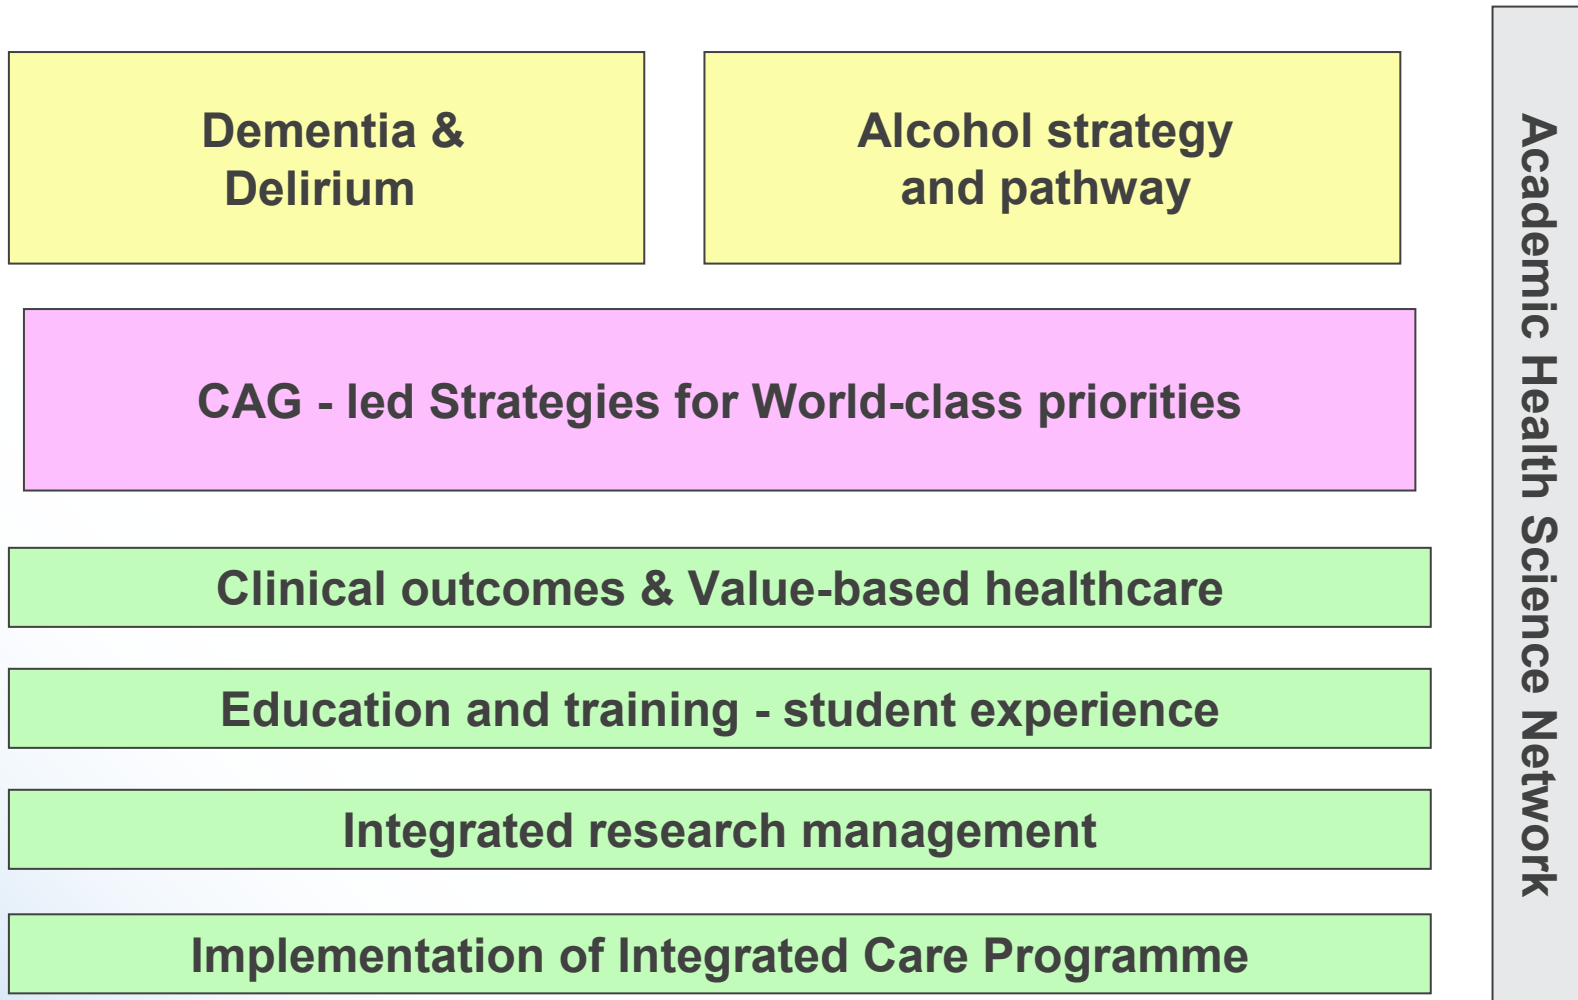 Dementia &
Delirium
Alcohol strategy
and pathway
CAG - led Strategies for World-class priorities
Clinical outcomes & Value-based healthcare
Education and training - student experience
Integrated research management
Implementation of Integrated Care Programme
Academic Health Science Network